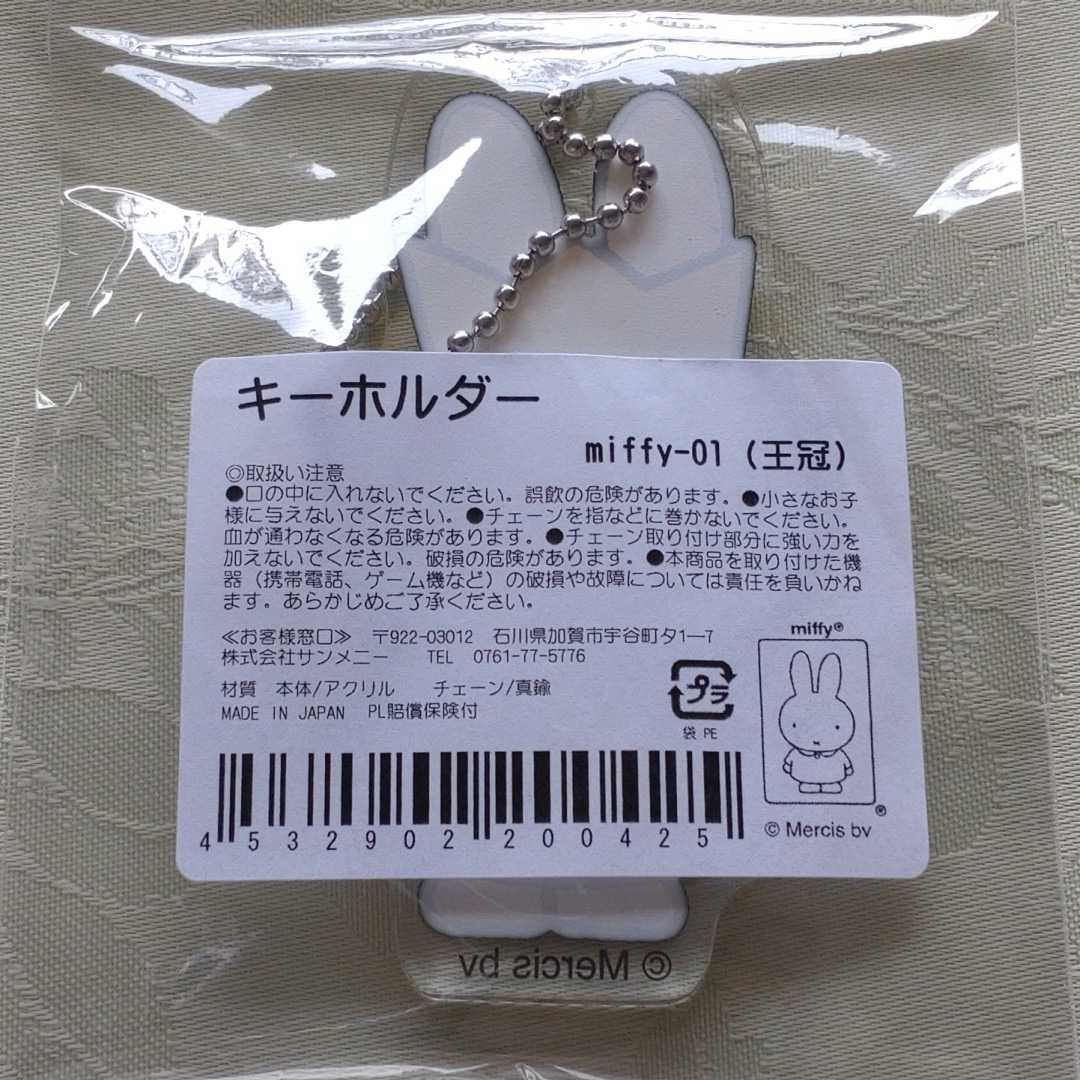 キーホルダー
miffy-01（王冠）
◎取扱い注意
●口の中に入れないでください。誤飲の危険があります。●小さなお子
様に与えないでください。●チェーンを指などに巻かないでください。
血が通わなくなる危険があります。●チェーン取り付け部分に強い力を
加えないでください。破損の危険があります。●本商品を取り付けた機
器（携帯電話、ゲーム機など）の破損や故障については責任を負いかね
ます。あらかじめご了承ください。
≪お客様窓口≫ 〒922-03012 石川県加賀市宇谷町タ1―7
株式会社サンメニー TEL 0761-77-5776
材質 本体/アクリル チェーン/真鍮
MADE IN JAPAN PL賠償保険付
プラ
袋 PE
miffy®
®
© Mercis bv
4 532902 200425
© Mercis bv